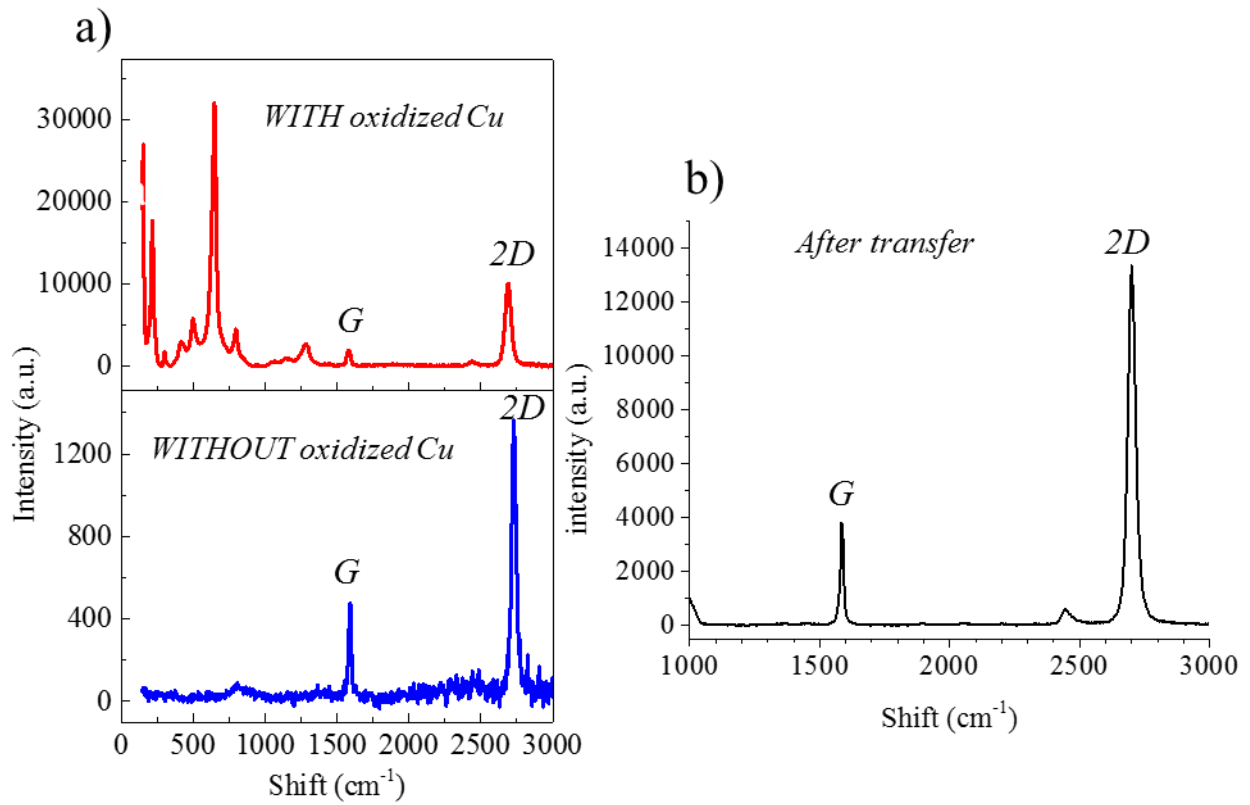 a)
WITH oxidized Cu
30000
20000
10000
0
G
2D
WITHOUT oxidized Cu
1200
800
400
0
G
2D
0 500 1000 1500 2000 2500 3000
Shift (cm-1)
Intensity (a.u.)
b)
After transfer
14000
12000
10000
8000
6000
4000
2000
0
G
2D
1000 1500 2000 2500 3000
Shift (cm-1)
intensity (a.u.)